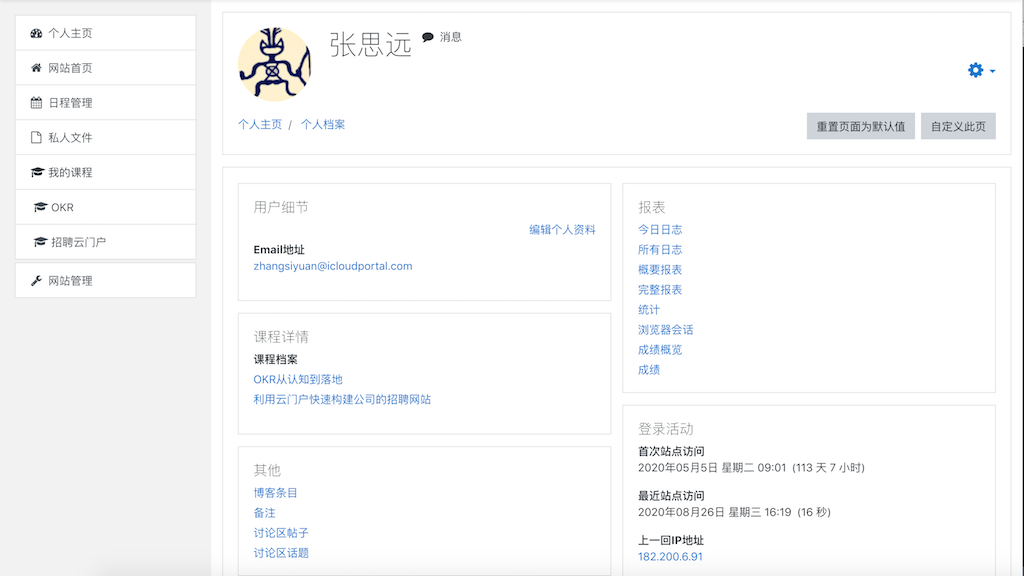 个人主页
网站首页
日程管理
私人文件
我的课程
OKR
招聘云门户
网站管理
张思远
消息
个人主页 / 个人档案
重置页面为默认值
自定义此页
用户细节
编辑个人资料
Email地址
zhangsiyuan@icloudportal.com
课程详情
课程档案
OKR从认知到落地
利用云门户快速构建公司的招聘网站
其他
博客条目
备注
讨论区帖子
讨论区话题
报表
今日日志
所有日志
概要报表
完整报表
统计
浏览器会话
成绩概览
成绩
登录活动
首次站点访问
2020年05月5日 星期二 09:01 (113 天 7 小时)
最近站点访问
2020年08月26日 星期三 16:19 (16 秒)
上一回IP地址
182.200.6.91